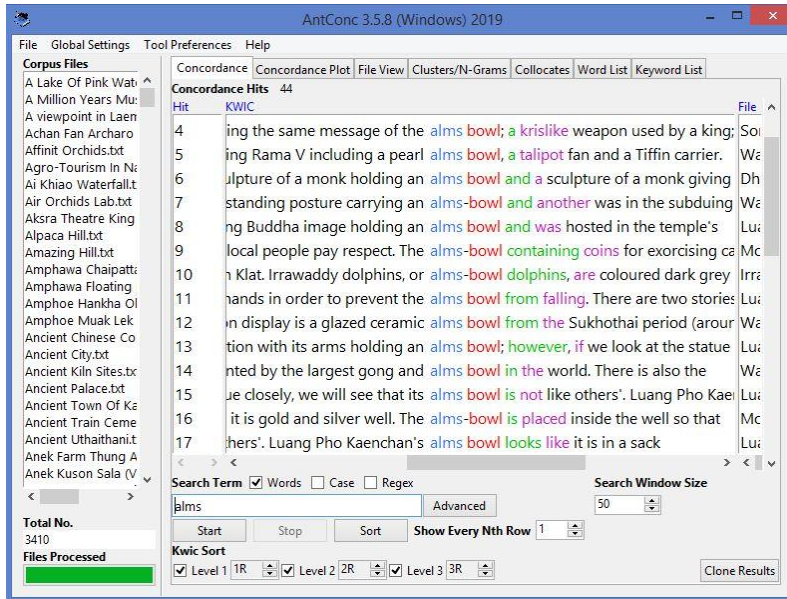 AntConc 3.5.8 (Windows) 2019
File Global Settings Tool Preferences Help
Corpus Files
A Lake Of Pink Wat
A Million Years Mu
A viewpoint in Laem
Achan Fan Archaro
Affinit Orchids.txt
Agro-Tourism In Na
Ai Khiao Waterfall.t
Air Orchids Lab.txt
Aksra Theatre King
Alpaca Hill.txt
Amazing Hill.txt
Amphawa Chaipatta
Amphawa Floating
Amphoe Hankha Ol
Amphoe Muak Lek
Ancient Chinese Co
Ancient City.txt
Ancient Kiln Sites.tx
Ancient Palace.txt
Ancient Town Of Ka
Ancient Train Ceme
Ancient Uthaithani.t
Anek Farm Thung A
Anek Kuson Sala (V
Total No.
3410
Files Processed
Concordance Concordance Plot File View Clusters/N-Grams Collocates Word List Keyword List
Concordance Hits 44
Hit KWIC File
4 ing the same message of the alms bowl; a krislike weapon used by a king; Sor
5 ing Rama V including a pearl alms bowl, a talipot fan and a Tiffin carrier. Wa
6 ulpture of a monk holding an alms bowl and a sculpture of a monk giving Dh
7 standing posture carrying an alms-bowl and another was in the subduing Wa
8 ng Buddha image holding an alms bowl and was hosted in the temple's Lua
9 local people pay respect. The alms-bowl containing coins for exorcising ca Mc
10 n Klat. Irrawaddy dolphins, or alms-bowl dolphins, are coloured dark grey Irra
11 hands in order to prevent the alms bowl from falling. There are two stories Lua
12 on display is a glazed ceramic alms bowl from the Sukhothai period (arour Wa
13 tion with its arms holding an alms bowl; however, if we look at the statue Lua
14 nted by the largest gong and alms bowl in the world. There is also the Wa
15 ue closely, we will see that its alms bowl is not like others'. Luang Pho Kaer Lua
16 it is gold and silver well. The alms-bowl is placed inside the well so that Mc
17 hers'. Luang Pho Kaenchan's alms bowl looks like it is in a sack Lua
Search Term Words Case Regex Search Window Size
alms Advanced 50
Start Stop Sort Show Every Nth Row 1
Kwic Sort
Level 1 1R Level 2 2R Level 3 3R Clone Results